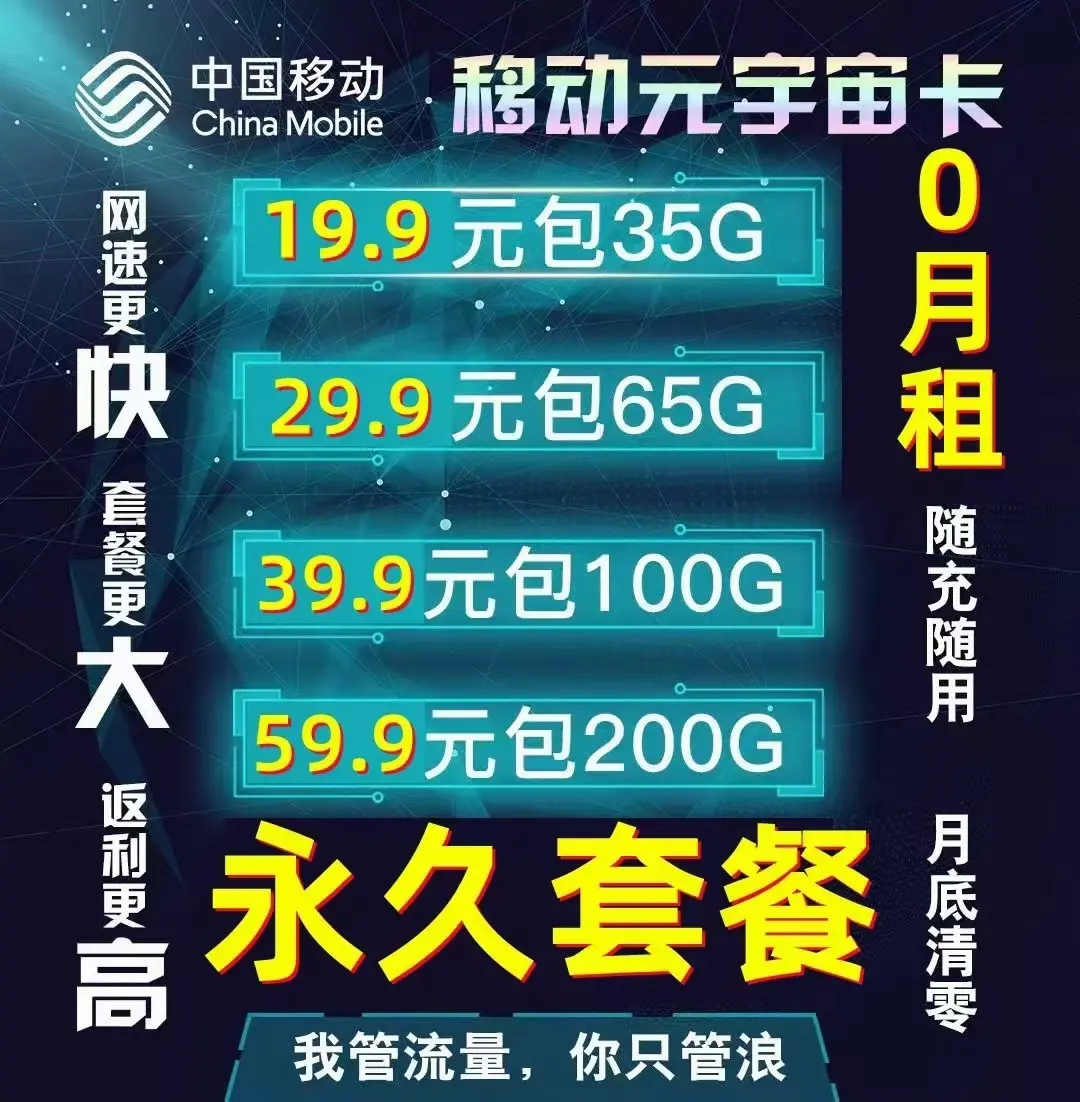 中国移动
China Mobile
移动元宇宙卡
网速更快
套餐更大
返利更高
19.9元包35G
29.9元包65G
39.9元包100G
59.9元包200G
0月租
随充随用
月底清零
永久套餐
我管流量，你只管浪